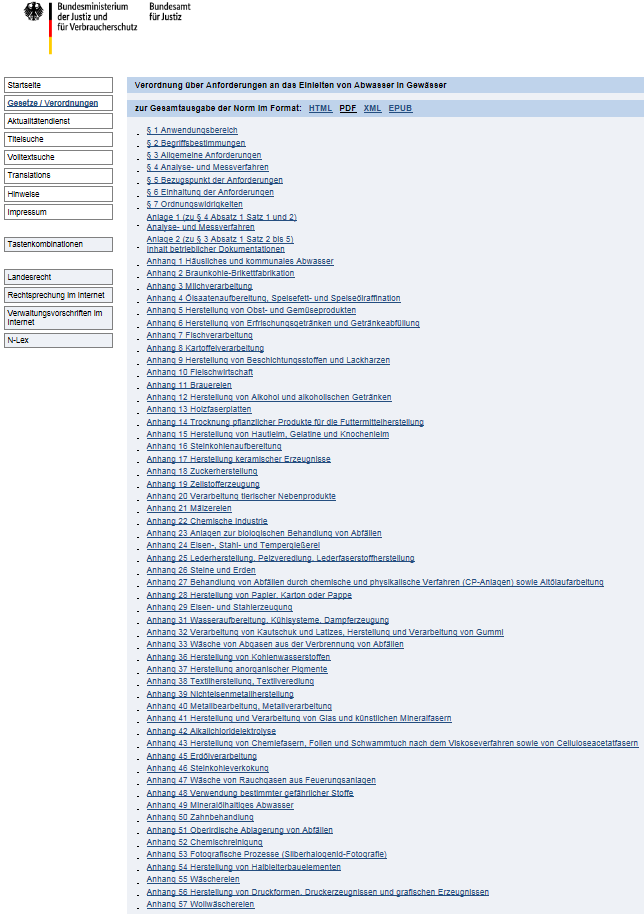 Bundesministerium
der Justiz und
für Verbraucherschutz
Bundesamt
für Justiz
Startseite
Gesetze / Verordnungen
Aktualitätendienst
Titelsuche
Volltextsuche
Translations
Hinweise
Impressum
Tastenkombinationen
Landesrecht
Rechtsprechung im Internet
Verwaltungsvorschriften im
Internet
N-Lex
Verordnung über Anforderungen an das Einleiten von Abwasser in Gewässer
zur Gesamtausgabe der Norm im Format: HTML PDF XML EPUB
§ 1 Anwendungsbereich
§ 2 Begriffsbestimmungen
§ 3 Allgemeine Anforderungen
§ 4 Analyse- und Messverfahren
§ 5 Bezugspunkt der Anforderungen
§ 6 Einhaltung der Anforderungen
§ 7 Ordnungswidrigkeiten
Anlage 1 (zu § 4 Absatz 1 Satz 1 und 2)
Analyse- und Messverfahren
Anlage 2 (zu § 3 Absatz 1 Satz 2 bis 5)
Inhalt betrieblicher Dokumentationen
Anhang 1 Häusliches und kommunales Abwasser
Anhang 2 Braunkohle-Brikettfabrikation
Anhang 3 Milchverarbeitung
Anhang 4 Ölsaatenaufbereitung, Speisefett- und Speiseölraffination
Anhang 5 Herstellung von Obst- und Gemüseprodukten
Anhang 6 Herstellung von Erfrischungsgetränken und Getränkeabfüllung
Anhang 7 Fischverarbeitung
Anhang 8 Kartoffelverarbeitung
Anhang 9 Herstellung von Beschichtungsstoffen und Lackharzen
Anhang 10 Fleischwirtschaft
Anhang 11 Brauereien
Anhang 12 Herstellung von Alkohol und alkoholischen Getränken
Anhang 13 Holzfaserplatten
Anhang 14 Trocknung pflanzlicher Produkte für die Futtermittelherstellung
Anhang 15 Herstellung von Hautleim, Gelatine und Knochenleim
Anhang 16 Steinkohlenaufbereitung
Anhang 17 Herstellung keramischer Erzeugnisse
Anhang 18 Zuckerherstellung
Anhang 19 Zellstofferzeugung
Anhang 20 Verarbeitung tierischer Nebenprodukte
Anhang 21 Mälzereien
Anhang 22 Chemische Industrie
Anhang 23 Anlagen zur biologischen Behandlung von Abfällen
Anhang 24 Eisen-, Stahl- und Tempergießerei
Anhang 25 Lederherstellung, Pelzveredlung, Lederfaserstoffherstellung
Anhang 26 Steine und Erden
Anhang 27 Behandlung von Abfällen durch chemische und physikalische Verfahren (CP-Anlagen) sowie Altölaufarbeitung
Anhang 28 Herstellung von Papier, Karton oder Pappe
Anhang 29 Eisen- und Stahlerzeugung
Anhang 31 Wasseraufbereitung, Kühlsysteme, Dampferzeugung
Anhang 32 Verarbeitung von Kautschuk und Latizes, Herstellung und Verarbeitung von Gummi
Anhang 33 Wäsche von Abgasen aus der Verbrennung von Abfällen
Anhang 36 Herstellung von Kohlenwasserstoffen
Anhang 37 Herstellung anorganischer Pigmente
Anhang 38 Textilherstellung, Textilveredlung
Anhang 39 Nichteisenmetallherstellung
Anhang 40 Metallbearbeitung, Metallverarbeitung
Anhang 41 Herstellung und Verarbeitung von Glas und künstlichen Mineralfasern
Anhang 42 Alkalichloridelektrolyse
Anhang 43 Herstellung von Chemiefasern, Folien und Schwammtuch nach dem Viskoseverfahren sowie von Celluloseacetatfasern
Anhang 45 Erdölverarbeitung
Anhang 46 Steinkohleverkokung
Anhang 47 Wäsche von Rauchgasen aus Feuerungsanlagen
Anhang 48 Verwendung bestimmter gefährlicher Stoffe
Anhang 49 Mineralölhaltiges Abwasser
Anhang 50 Zahnbehandlung
Anhang 51 Oberirdische Ablagerung von Abfällen
Anhang 52 Chemischreinigung
Anhang 53 Fotografische Prozesse (Silberhalogenid-Fotografie)
Anhang 54 Herstellung von Halbleiterbauelementen
Anhang 55 Wäschereien
Anhang 56 Herstellung von Druckformen, Druckerzeugnissen und grafischen Erzeugnissen
Anhang 57 Wollwäschereien